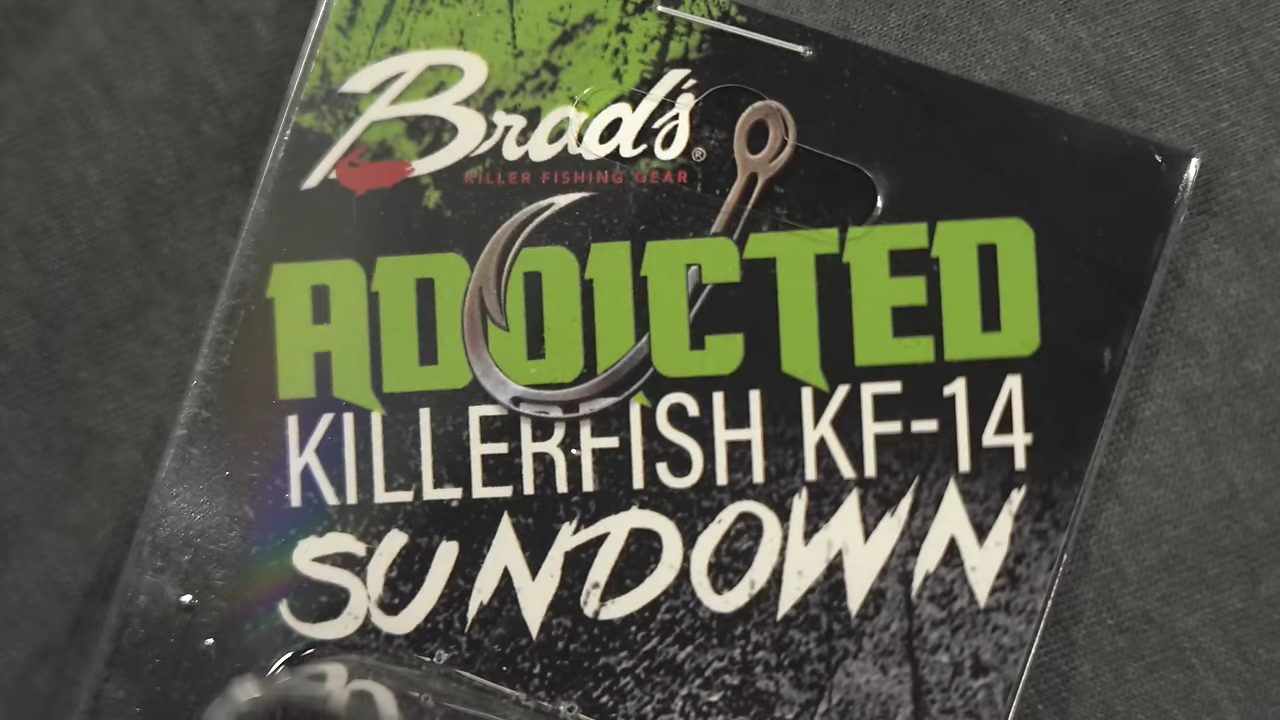 Brad's®
KILLER FISHING GEAR
ADDICTED
KILLERFISH KF-14
SUNDOWN